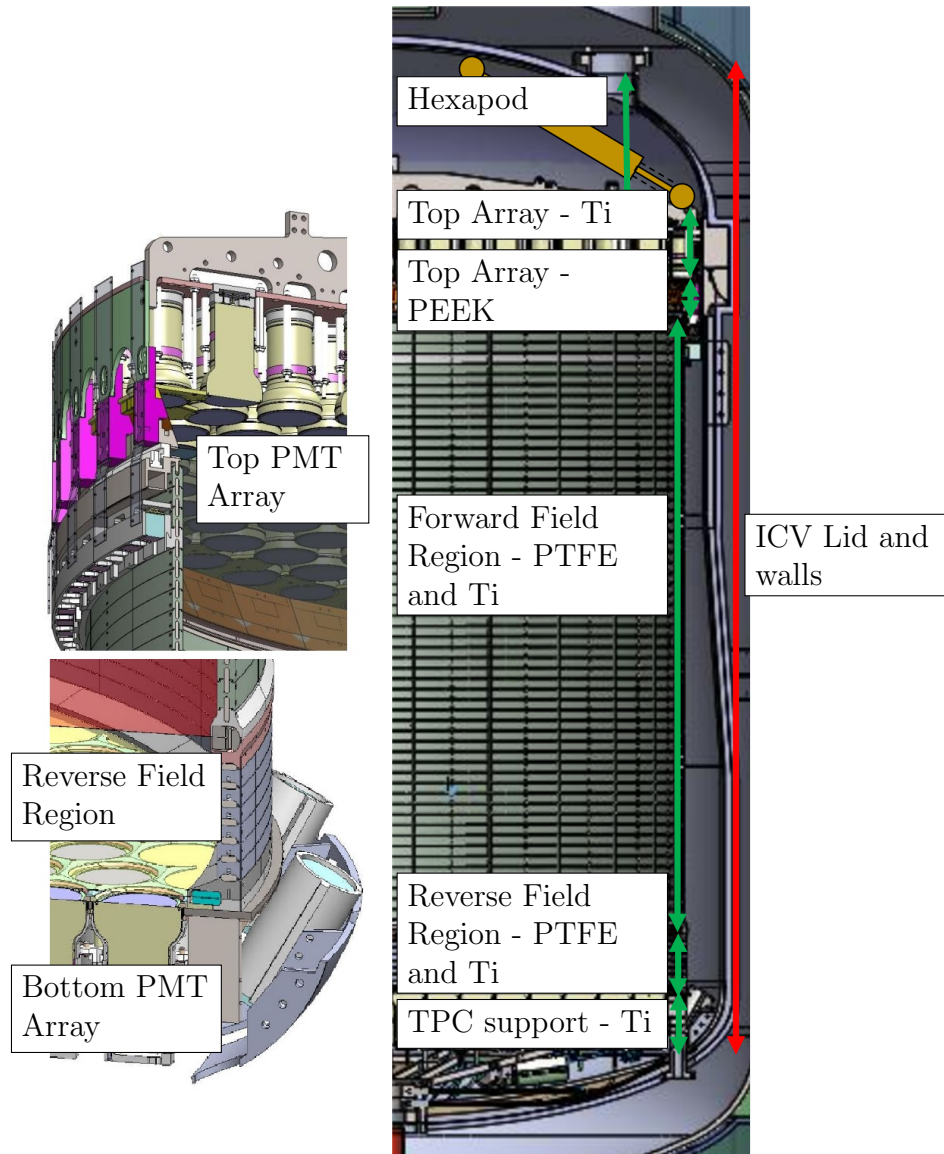 Top PMT
Array
Reverse Field
Region
Bottom PMT
Array
Hexapod
Top Array - Ti
Top Array -
PEEK
Forward Field
Region - PTFE
and Ti
Reverse Field
Region - PTFE
and Ti
TPC support - Ti
ICV Lid and
walls